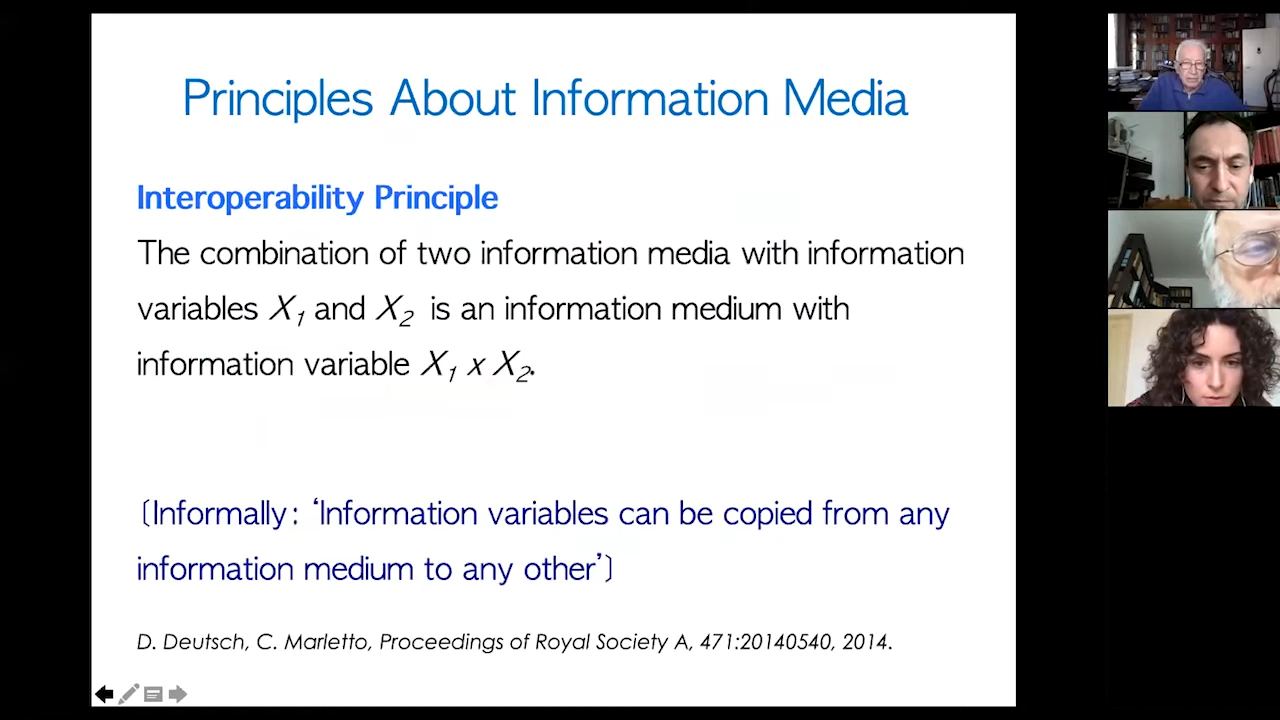 Principles About Information Media
Interoperability Principle
The combination of two information media with information
variables X₁ and X₂ is an information medium with
information variable X₁ x X₂.
〔Informally: ‘Information variables can be copied from any
information medium to any other’〕
D. Deutsch, C. Marletto, Proceedings of Royal Society A, 471:20140540, 2014.